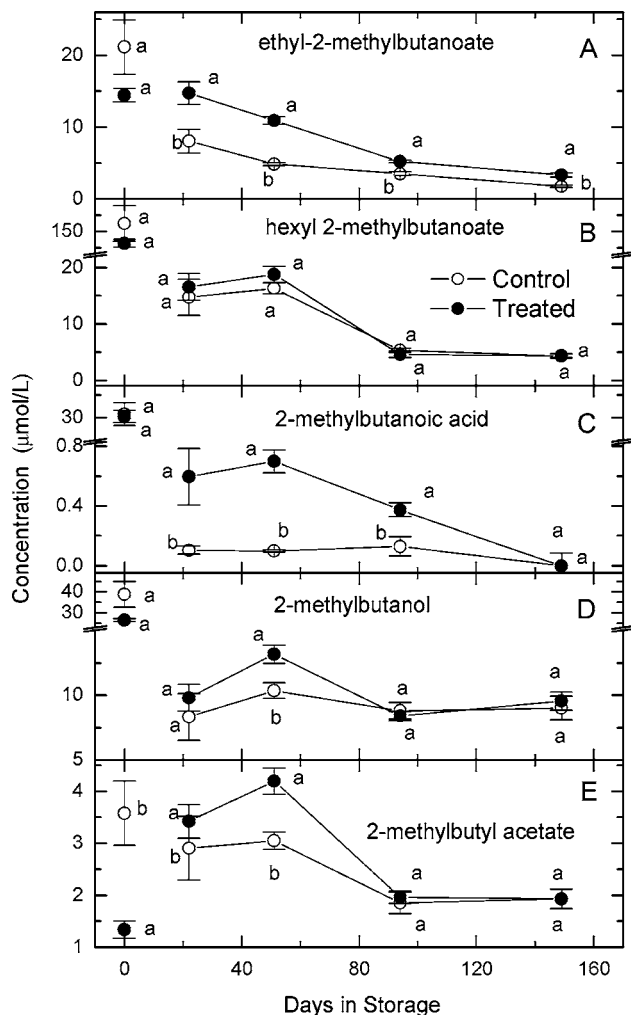 ethyl-2-methylbutanoate A
20
10
0
a
a
a
b
a
b
a
b
a
b
hexyl 2-methylbutanoate B
150
20
10
0
a
a
a
a
a
a
a
a
a
a
Control
Treated
2-methylbutanoic acid C
30
0.8
0.4
0.0
a
a
a
b
a
b
a
b
a
a
2-methylbutanol D
40
30
10
5
a
a
a
a
a
b
a
a
a
a
2-methylbutyl acetate E
4
3
2
1
b
a
a
b
a
b
a
a
a
a
0 40 80 120 160
Days in Storage
Concentration (μmol/L)